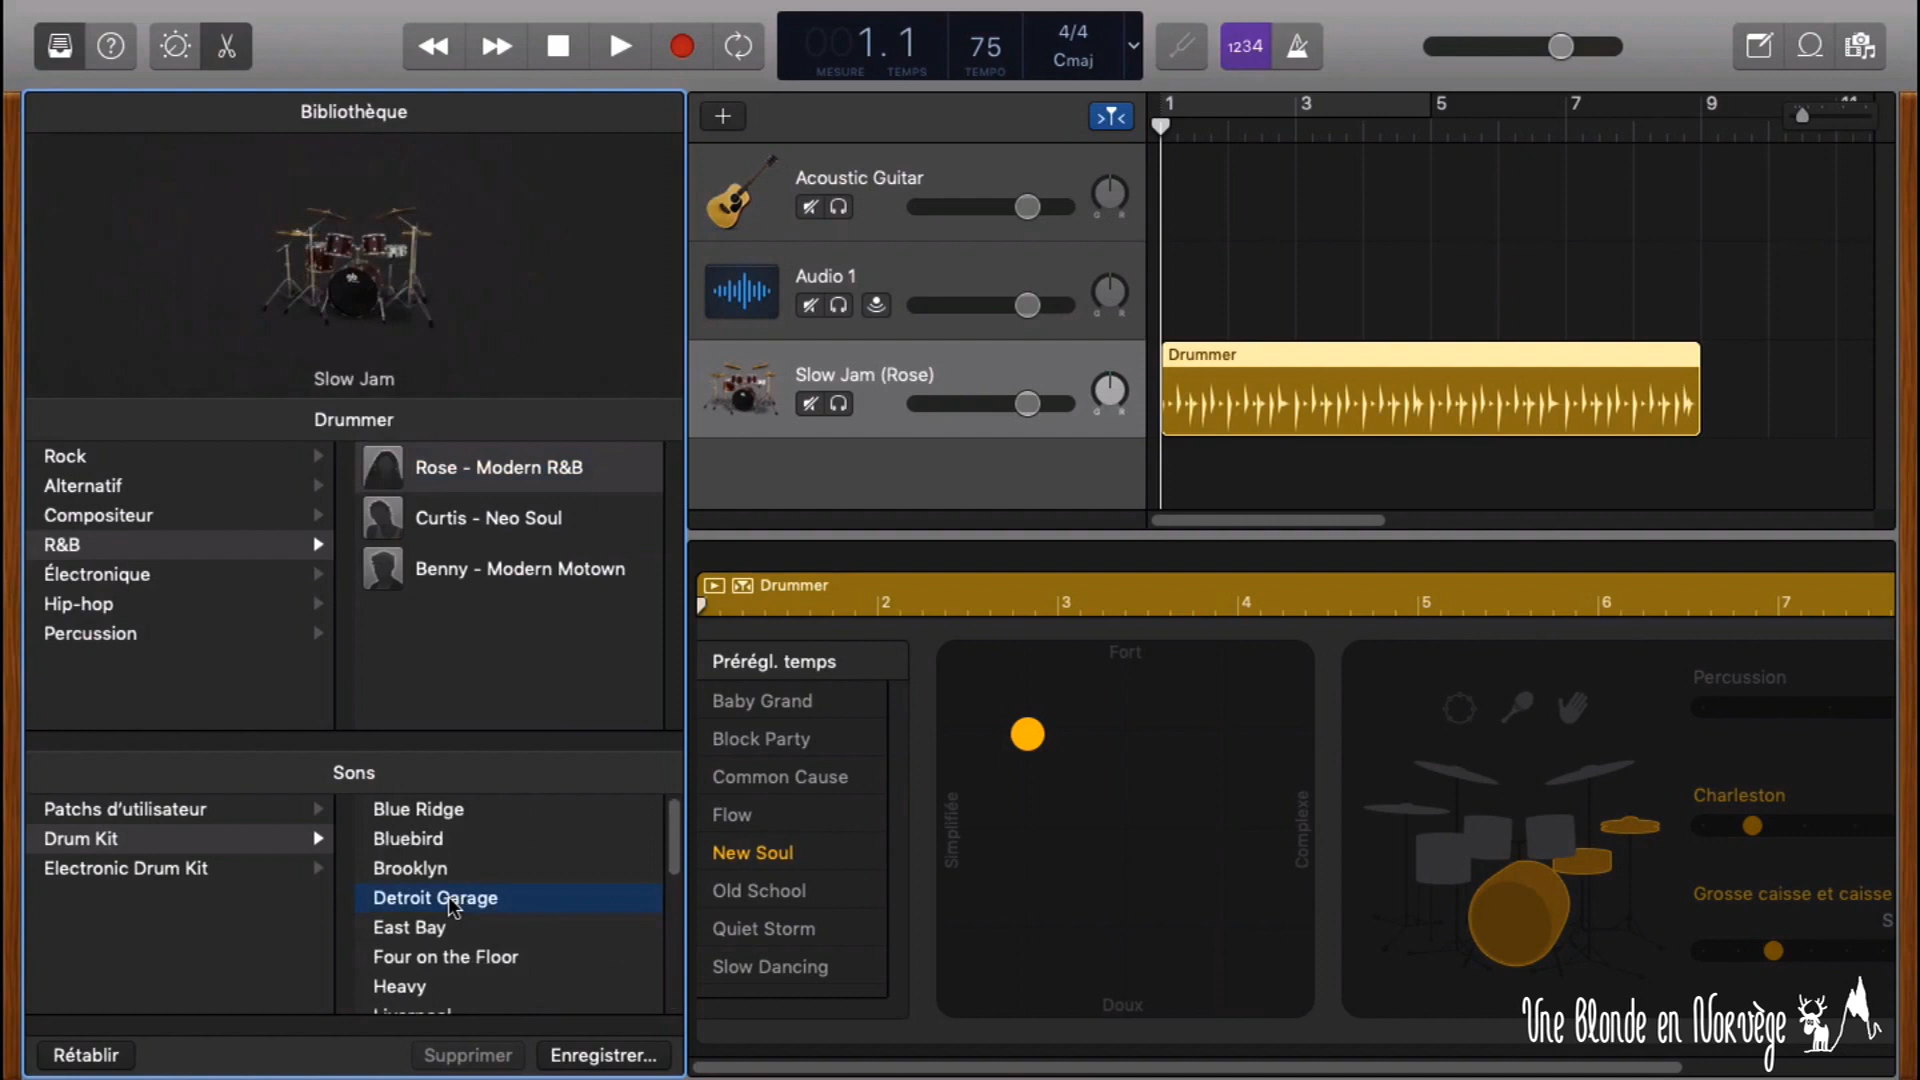 001.1
MESURE TEMPS
75
TEMPO
4/4
Cmaj
1234
Bibliothèque
Slow Jam
Drummer
Rock
Alternatif
Compositeur
R&B
Électronique
Hip-hop
Percussion
Rose - Modern R&B
Curtis - Neo Soul
Benny - Modern Motown
Sons
Patchs d'utilisateur
Drum Kit
Electronic Drum Kit
Blue Ridge
Bluebird
Brooklyn
Detroit Garage
East Bay
Four on the Floor
Heavy
Rétablir
Supprimer
Enregistrer...
1 3 5 7 9 11
Acoustic Guitar
G R
Audio 1
G R
Slow Jam (Rose)
G R
Drummer
Drummer
2 3 4 5 6 7
Prérégl. temps
Baby Grand
Block Party
Common Cause
Flow
New Soul
Old School
Quiet Storm
Slow Dancing
Fort
Simplifiée
Complexe
Doux
Percussion
Charleston
Grosse caisse et caisse
S
Une Blonde en Norvège